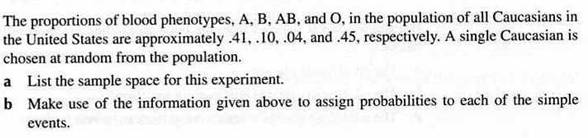 The proportions of blood phenotypes, A, B, AB, and O, in the population of all Caucasians in
the United States are approximately .41, .10, .04, and .45, respectively. A single Caucasian is
chosen at random from the population.
a List the sample space for this experiment.
b Make use of the information given above to assign probabilities to each of the simple
events.